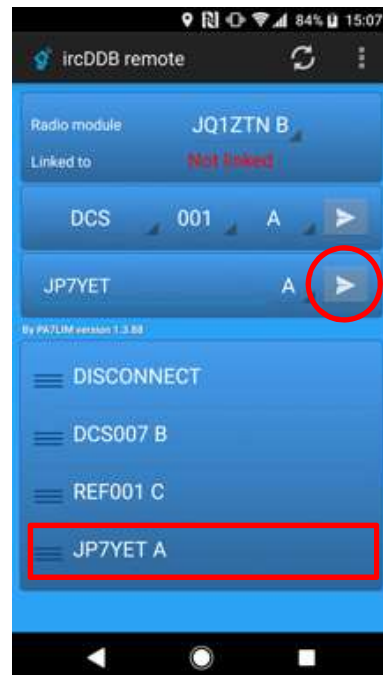 84% 15:07
ircDDB remote
Radio module JQ1ZTN B
Linked to Not linked
DCS 001 A
JP7YET A
By PA7LIM version 1.3.88
DISCONNECT
DCS007 B
REF001 C
JP7YET A